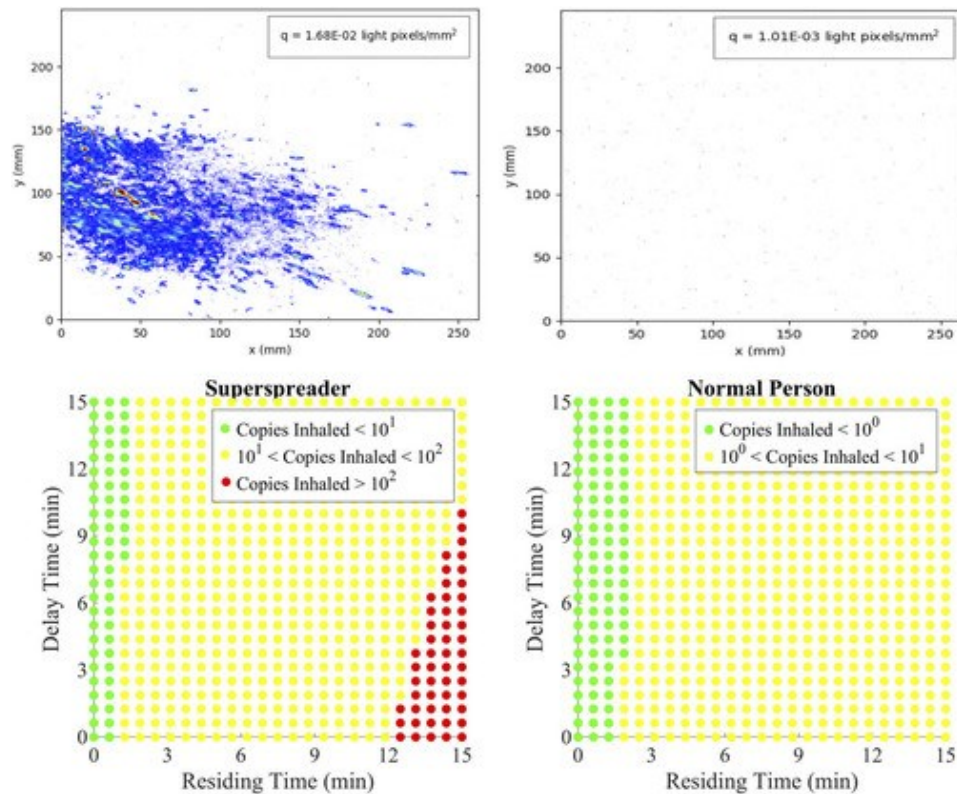 q = 1.68E-02 light pixels/mm²
y (mm)
200
150
100
50
0
0 50 100 150 200 250
x (mm)
q = 1.01E-03 light pixels/mm²
y (mm)
200
150
100
50
0
0 50 100 150 200 250
x (mm)
Superspreader
Copies Inhaled < 10¹
10¹ < Copies Inhaled < 10²
Copies Inhaled > 10²
Delay Time (min)
15
12
9
6
3
0
0 3 6 9 12 15
Residing Time (min)
Normal Person
Copies Inhaled < 10⁰
10⁰ < Copies Inhaled < 10¹
Delay Time (min)
15
12
9
6
3
0
0 3 6 9 12 15
Residing Time (min)